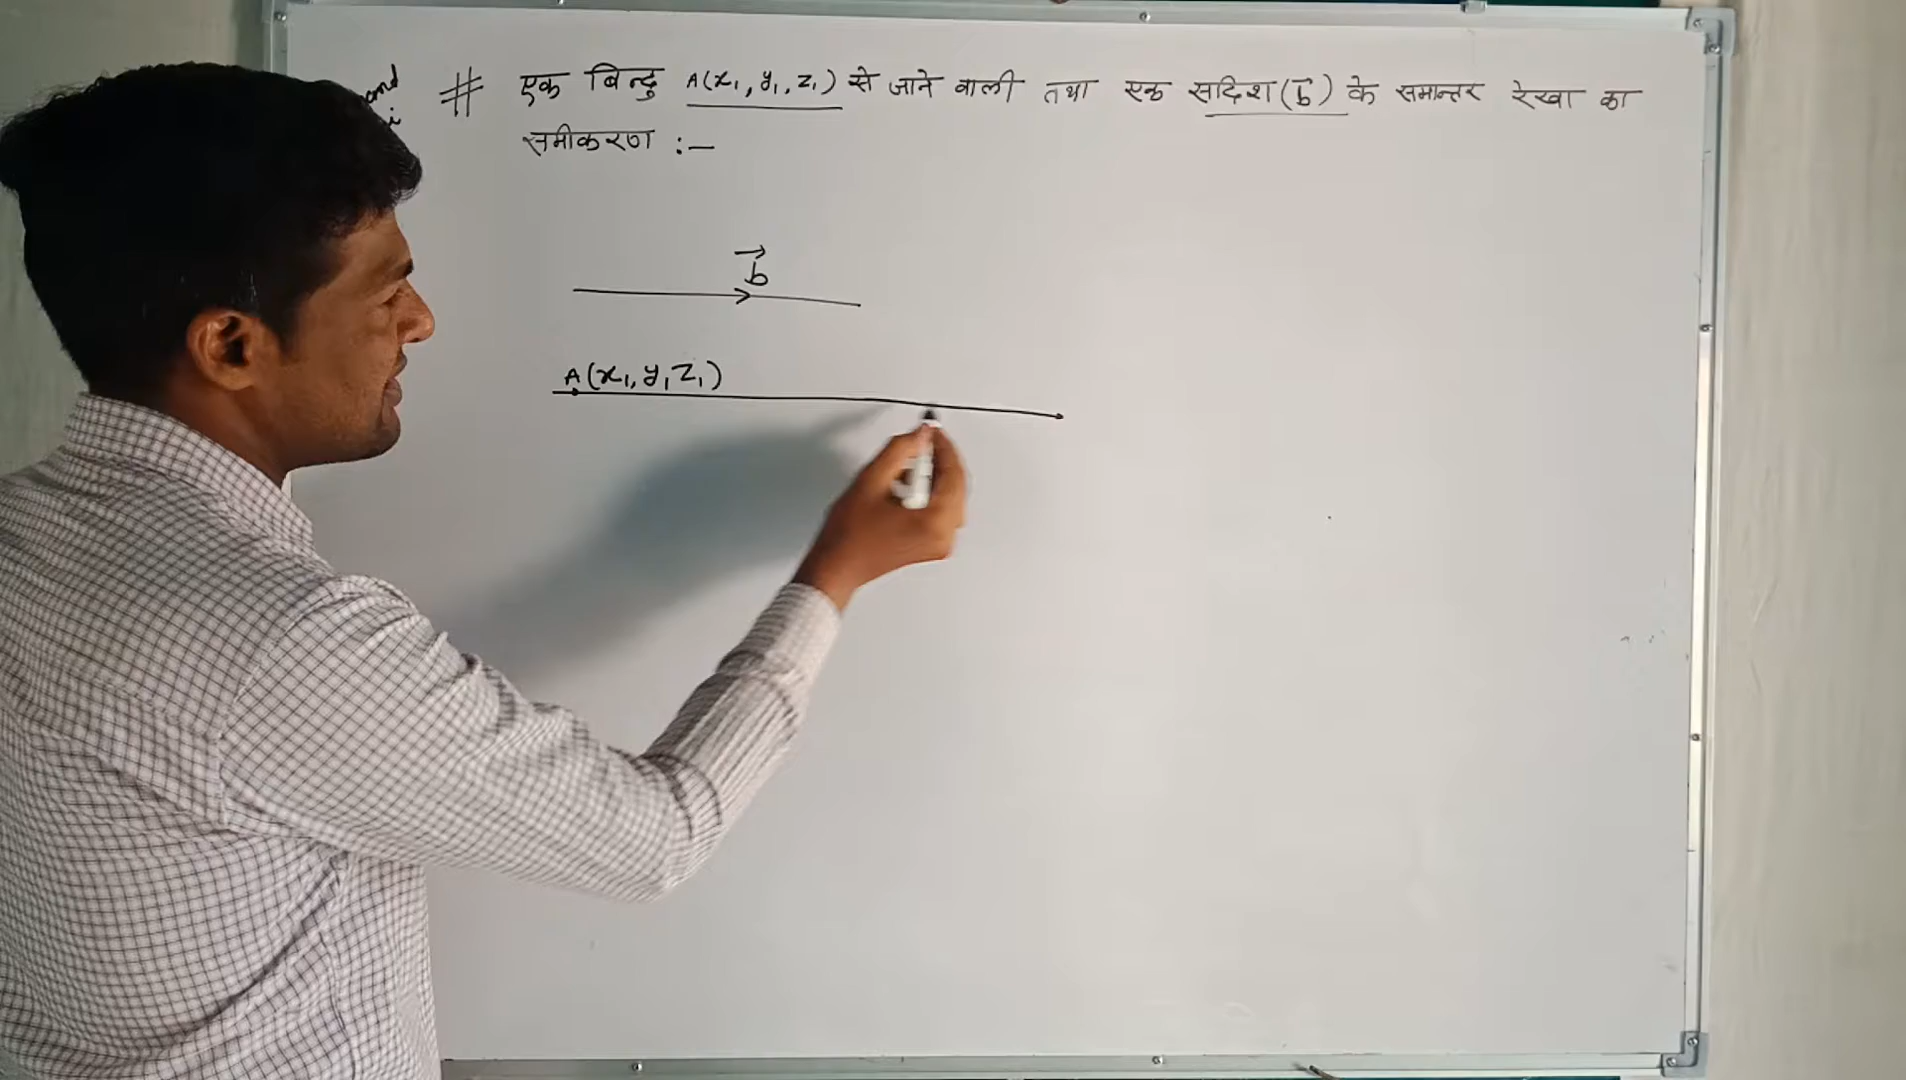 # एक बिन्दु A(x₁, y₁, z₁) से जाने वाली तथा एक सदिश (b⃗) के समान्तर रेखा का
समीकरण :—
b⃗
A(x₁, y₁ z₁)